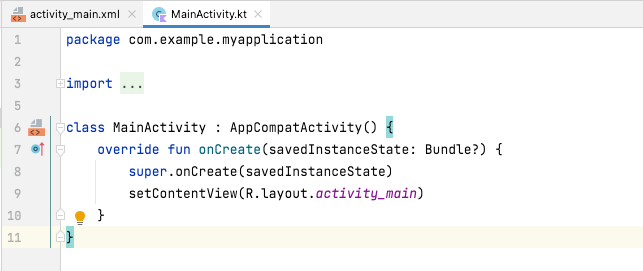 activity_main.xml MainActivity.kt
1 package com.example.myapplication
2
3 import ...
5
6 class MainActivity : AppCompatActivity() {
7 override fun onCreate(savedInstanceState: Bundle?) {
8 super.onCreate(savedInstanceState)
9 setContentView(R.layout.activity_main)
10 }
11 }